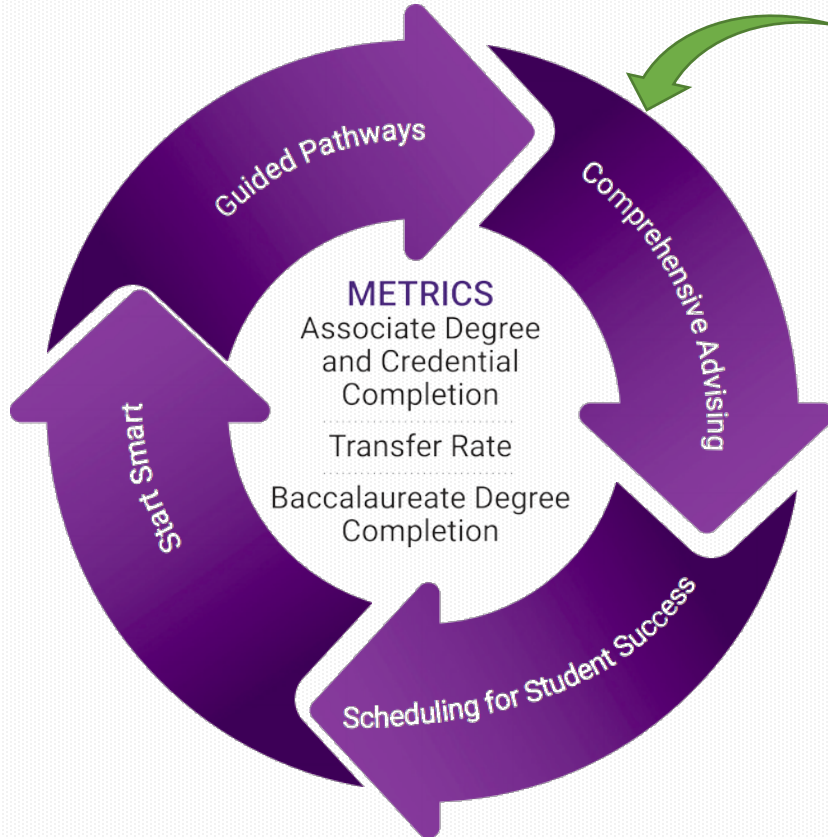 Guided Pathways
Comprehensive Advising
METRICS
Associate Degree
and Credential
Completion
Transfer Rate
Baccalaureate Degree
Completion
Start Smart
Scheduling for Student Success